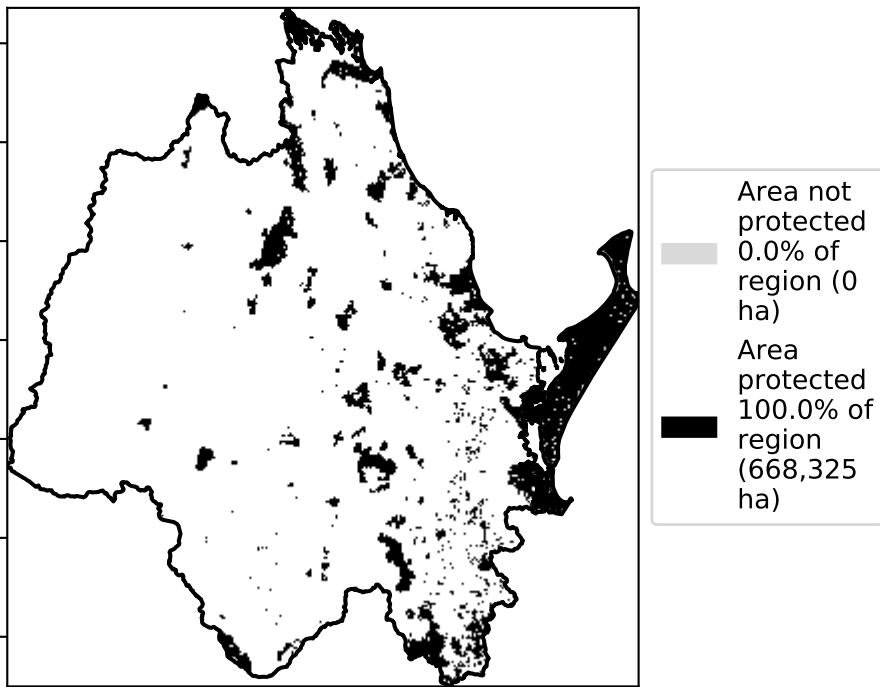 Area not
protected
0.0% of
region (0
ha)
Area
protected
100.0% of
region
(668,325
ha)